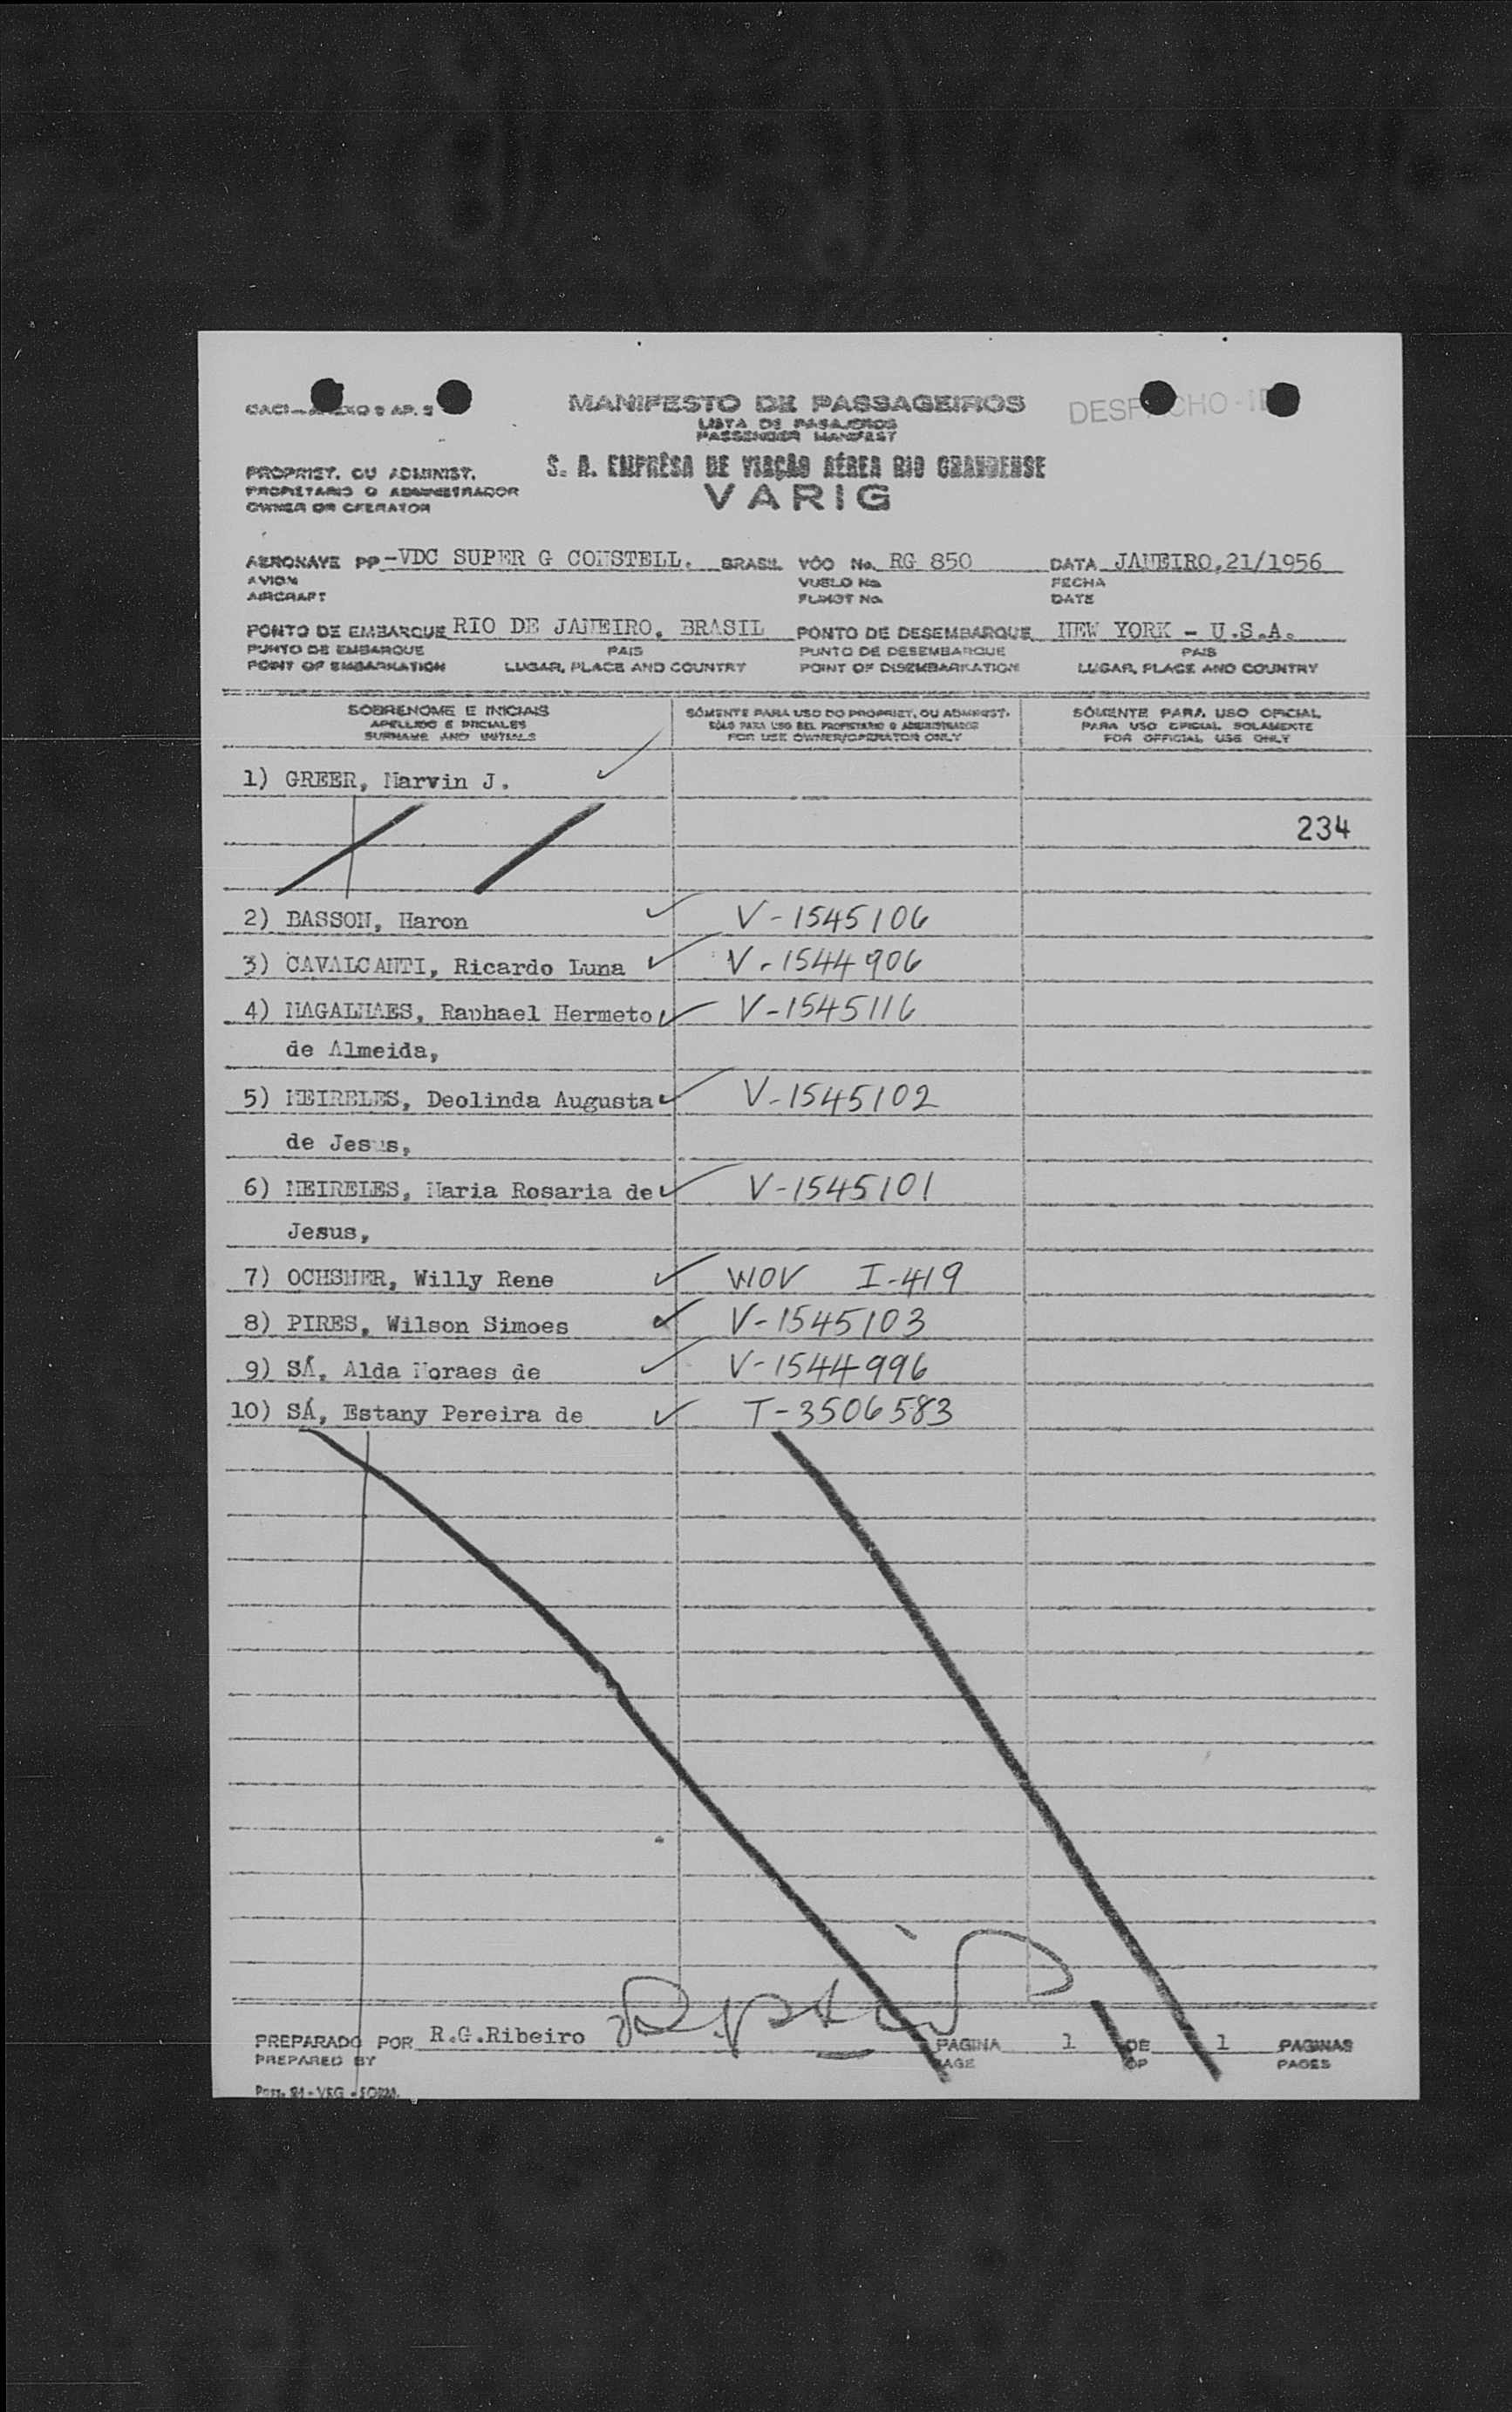 MANIFESTO DE PASSAGEIROS
LISTA DE PASAJEROS
PASSENGER MANIFEST
S. A. EMPRÊSA DE VIAÇÃO AÉREA RIO GRANDENSE
VARIG
PROPRIET. OU ADMINIST.
PROPIETARIO O ADMINISTRADOR
OWNER OR OPERATOR
AERONAVE PP -VDC SUPER G CONSTELL. BRASIL VÔO No. RG 850 DATA JANEIRO,21/1956
AVION VUELO No. FECHA
AIRCRAFT FLIGHT No. DATE
PONTO DE EMBARQUE RIO DE JANEIRO, BRASIL PONTO DE DESEMBARQUE NEW YORK - U.S.A.
PUNTO DE EMBARQUE PAIS PUNTO DE DESEMBARQUE PAIS
POINT OF EMBARKATION LUGAR, PLACE AND COUNTRY POINT OF DISEMBARKATION LUGAR, PLACE AND COUNTRY
SOBRENOME E INICIAIS SÓMENTE PARA USO DO PROPRIET. OU ADMINIST. SÓMENTE PARA USO OFICIAL
APELLIDO E INICIALES SÓLO PARA USO DEL PROPIETARIO O ADMINISTRADOR PARA USO OFICIAL SOLAMENTE
SURNAME AND INITIALS FOR USE OWNER/OPERATOR ONLY FOR OFFICIAL USE ONLY
1) GREER, Marvin J.
234
2) BASSON, Haron V-1545106
3) CAVALCANTI, Ricardo Luna V-1544906
4) MAGALHAES, Raphael Hermeto V-1545116
de Almeida,
5) MEIRELES, Deolinda Augusta V-1545102
de Jesus,
6) MEIRELES, Maria Rosaria de V-1545101
Jesus,
7) OCHSNER, Willy Rene WOV I-419
8) PIRES, Wilson Simoes V-1545103
9) SÁ, Alda Moraes de V-1544996
10) SÁ, Estany Pereira de T-3506583
PREPARADO POR R.G.Ribeiro PAGINA 1 DE 1 PAGINAS
PREPARED BY PAGE OF PAGES